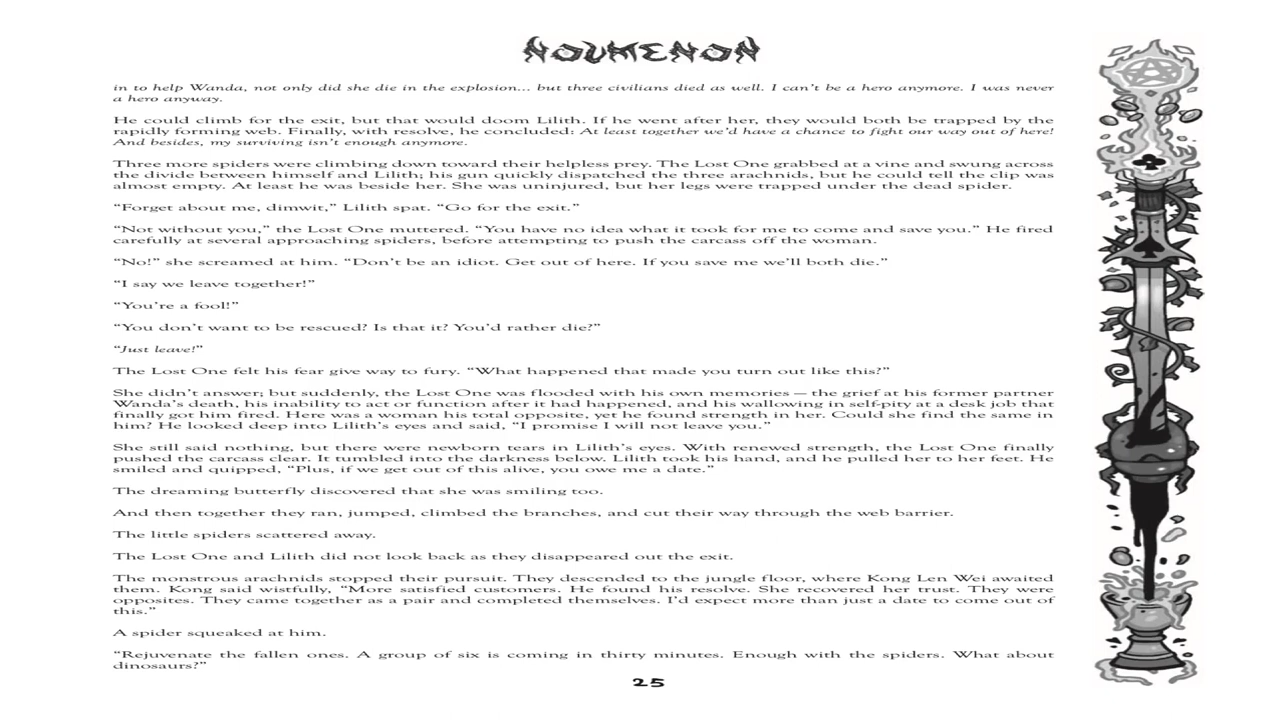 NOUMENON
in to help Wanda, not only did she die in the explosion... but three civilians died as well. I can't be a hero anymore. I was never
a hero anyway.
He could climb for the exit, but that would doom Lilith. If he went after her, they would both be trapped by the
rapidly forming web. Finally, with resolve, he concluded: At least together we'd have a chance to fight our way out of here!
And besides, my surviving isn't enough anymore.
Three more spiders were climbing down toward their helpless prey. The Lost One grabbed at a vine and swung across
the divide between himself and Lilith; his gun quickly dispatched the three arachnids, but he could tell the clip was
almost empty. At least he was beside her. She was uninjured, but her legs were trapped under the dead spider.
“Forget about me, dimwit,” Lilith spat. “Go for the exit.”
“Not without you,” the Lost One muttered. “You have no idea what it took for me to come and save you.” He fired
carefully at several approaching spiders, before attempting to push the carcass off the woman.
“No!” she screamed at him. “Don't be an idiot. Get out of here. If you save me we'll both die.”
“I say we leave together!”
“You're a fool!”
“You don't want to be rescued? Is that it? You'd rather die?”
“Just leave!”
The Lost One felt his fear give way to fury. “What happened that made you turn out like this?”
She didn't answer; but suddenly, the Lost One was flooded with his own memories — the grief at his former partner
Wanda's death, his inability to act or function after it had happened, and his wallowing in self-pity at a desk job that
finally got him fired. Here was a woman his total opposite, yet he found strength in her. Could she find the same in
him? He looked deep into Lilith's eyes and said, “I promise I will not leave you.”
She still said nothing, but there were newborn tears in Lilith's eyes. With renewed strength, the Lost One finally
pushed the carcass clear. It tumbled into the darkness below. Lilith took his hand, and he pulled her to her feet. He
smiled and quipped, “Plus, if we get out of this alive, you owe me a date.”
The dreaming butterfly discovered that she was smiling too.
And then together they ran, jumped, climbed the branches, and cut their way through the web barrier.
The little spiders scattered away.
The Lost One and Lilith did not look back as they disappeared out the exit.
The monstrous arachnids stopped their pursuit. They descended to the jungle floor, where Kong Len Wei awaited
them. Kong said wistfully, “More satisfied customers. He found his resolve. She recovered her trust. They were
opposites. They came together as a pair and completed themselves. I'd expect more than just a date to come out of
this.”
A spider squeaked at him.
“Rejuvenate the fallen ones. A group of six is coming in thirty minutes. Enough with the spiders. What about
dinosaurs?”
25